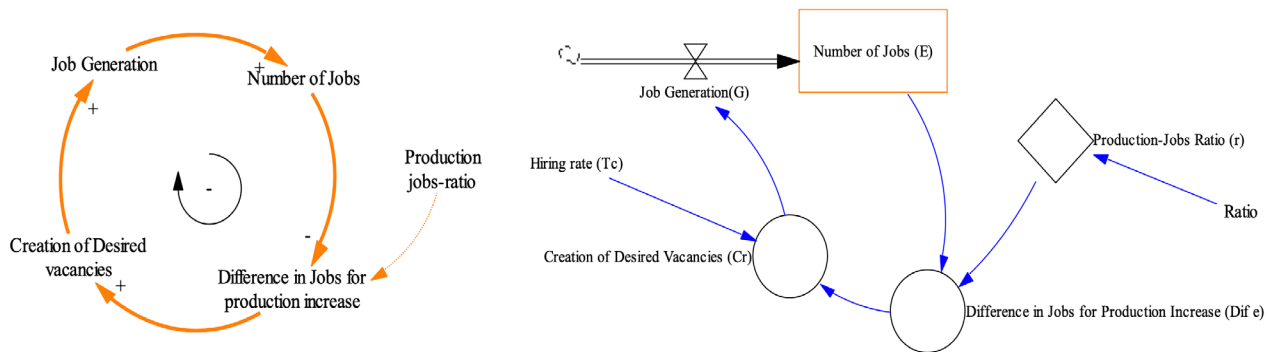 Job Generation
+
Number of Jobs
+
Production
jobs-ratio
-
-
Creation of Desired
vacancies
+
Difference in Jobs for
production increase
Number of Jobs (E)
Job Generation(G)
Production-Jobs Ratio (r)
Hiring rate (Tc)
Ratio
Creation of Desired Vacancies (Cr)
Difference in Jobs for Production Increase (Dif e)